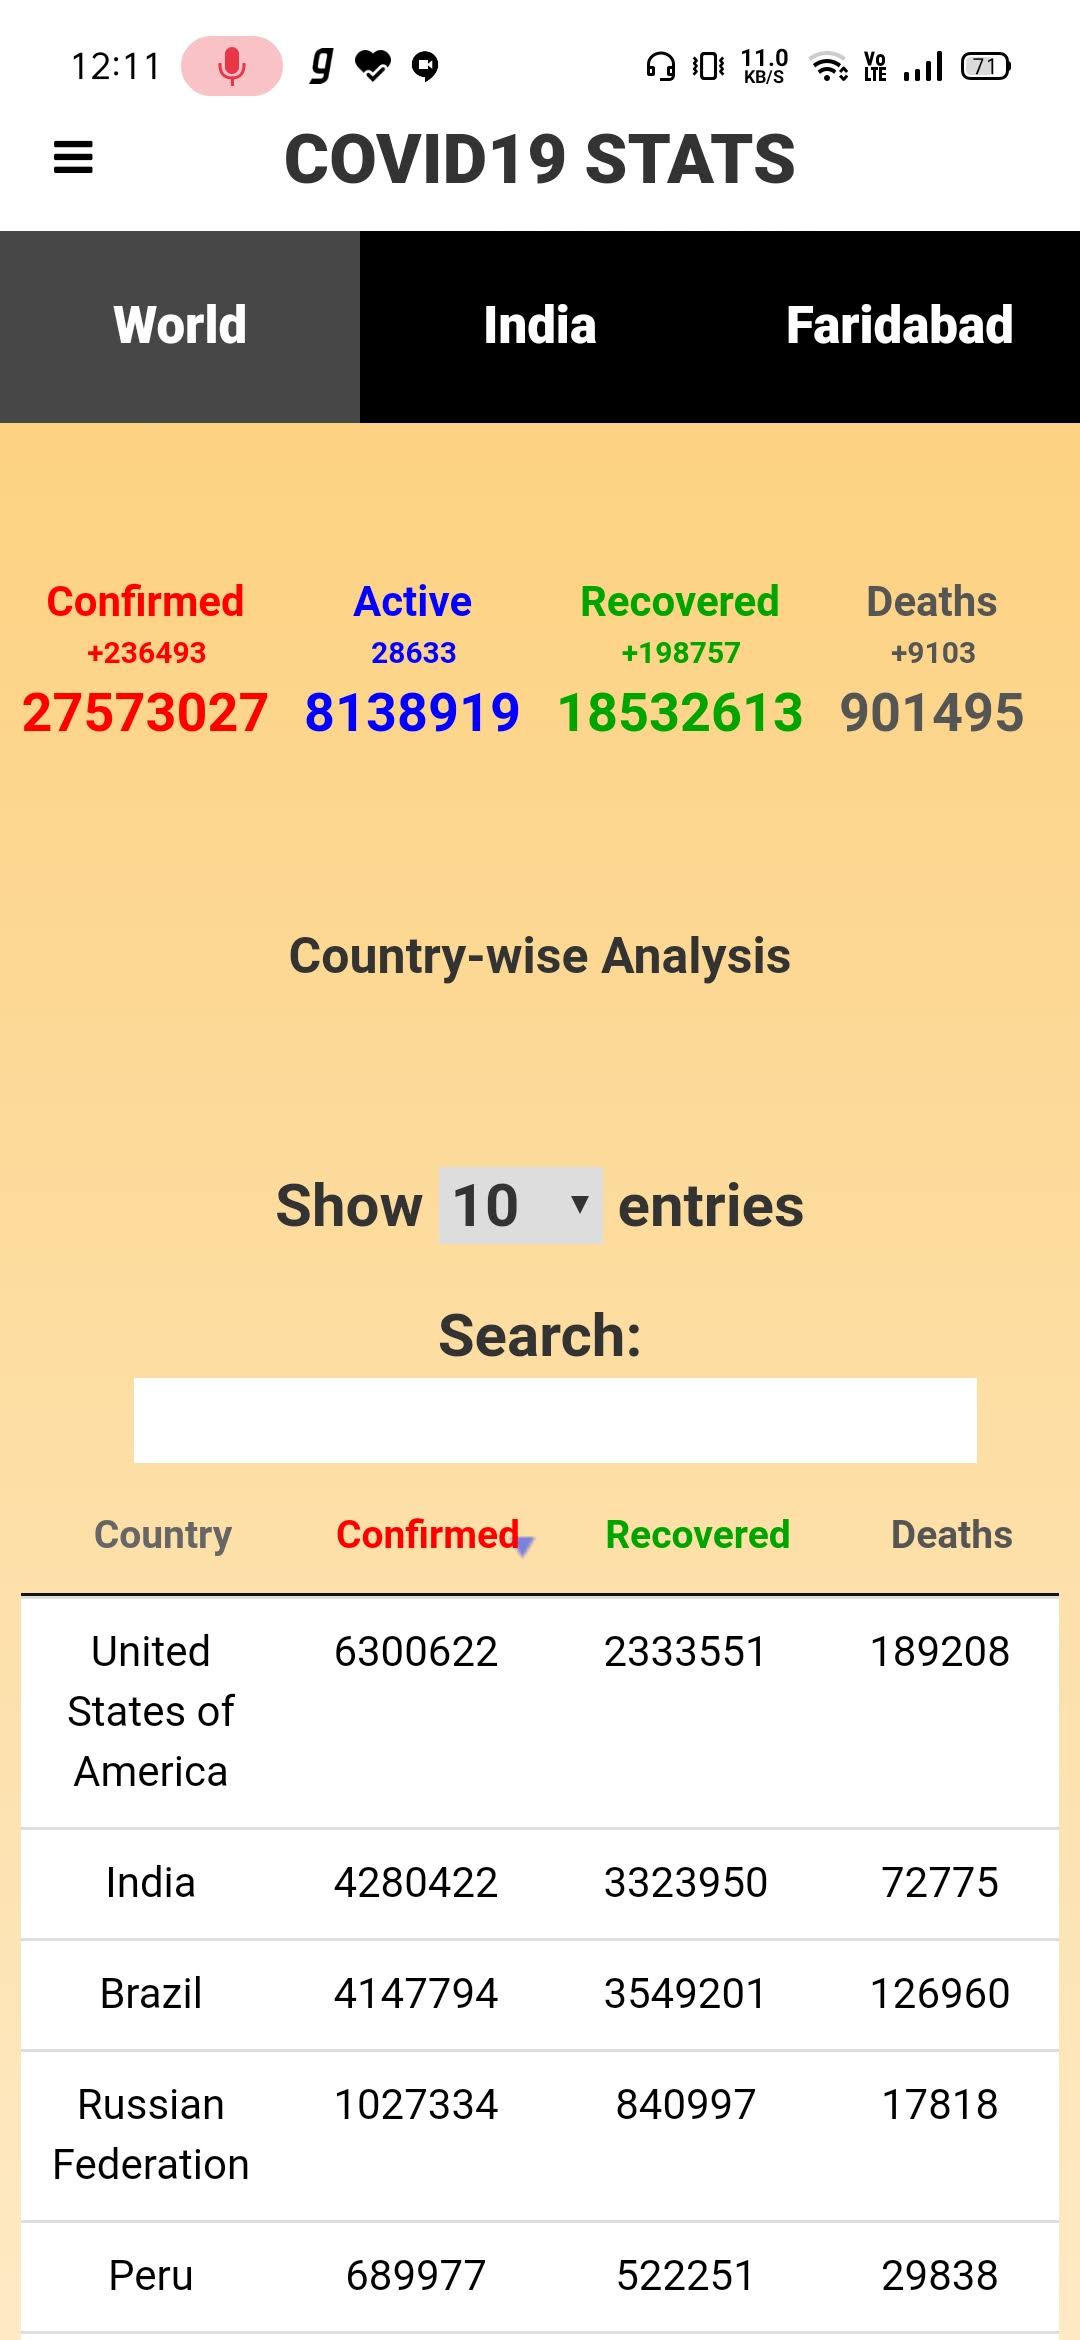 12:11 g 11.0 KB/S Vo LTE 71
COVID19 STATS
World India Faridabad
Confirmed Active Recovered Deaths
+236493 28633 +198757 +9103
27573027 8138919 18532613 901495
Country-wise Analysis
Show 10 entries
Search:
Country Confirmed Recovered Deaths
United 6300622 2333551 189208
States of
America
India 4280422 3323950 72775
Brazil 4147794 3549201 126960
Russian 1027334 840997 17818
Federation
Peru 689977 522251 29838